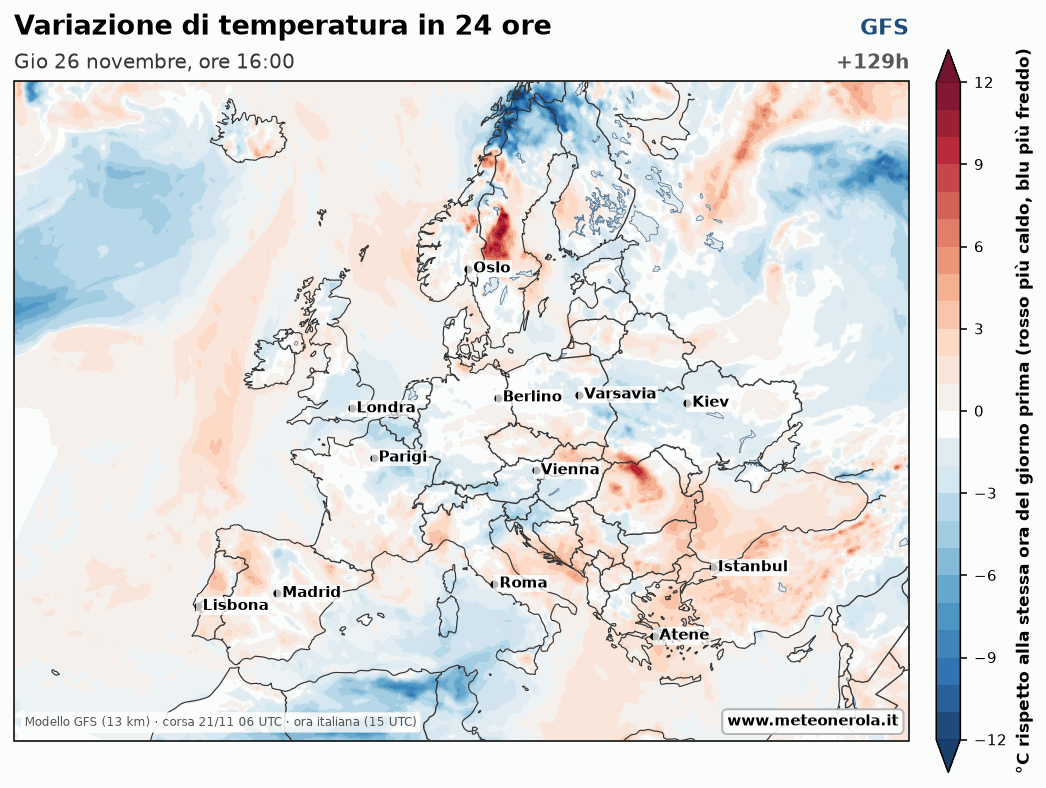 Variazione di temperatura in 24 ore
GFS
Gio 26 novembre, ore 16:00
+129h
Oslo
Londra
Berlino
Varsavia
Kiev
Parigi
Vienna
Istanbul
Roma
Madrid
Lisbona
Atene
Modello GFS (13 km) · corsa 21/11 06 UTC · ora italiana (15 UTC)
www.meteonerola.it
12
9
6
3
0
−3
−6
−9
−12
°C rispetto alla stessa ora del giorno prima (rosso più caldo, blu più freddo)